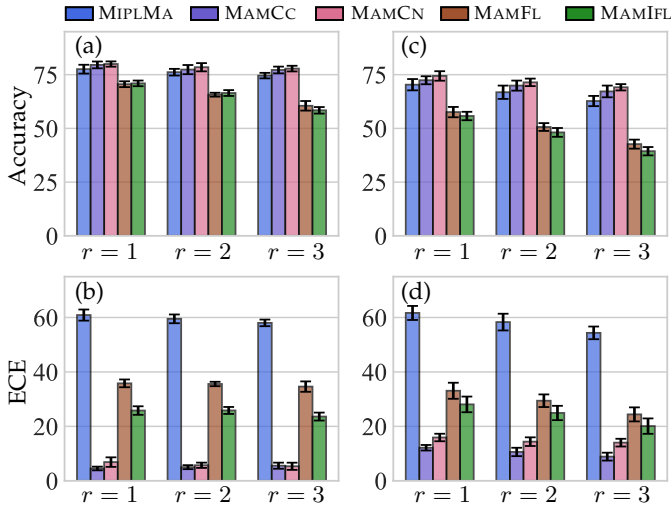 MIPLMA MAMCC MAMCN MAMFL MAMIFL
(a) (c)
Accuracy
75 75
50 50
25 25
0 0
r = 1 r = 2 r = 3 r = 1 r = 2 r = 3
(b) (d)
ECE
60 60
40 40
20 20
0 0
r = 1 r = 2 r = 3 r = 1 r = 2 r = 3